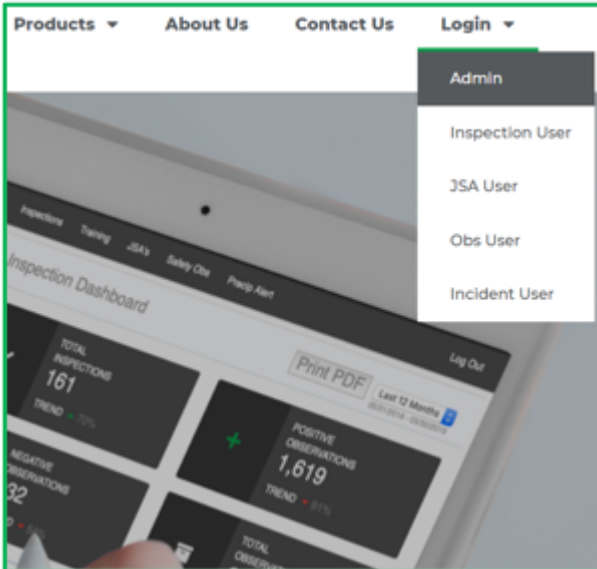 Products
About Us
Contact Us
Login
Admin
Inspection User
JSA User
Obs User
Incident User
Inspections
Training
JSA's
Safety Obs
Precip Alert
Log Out
Inspection Dashboard
Print PDF
Last 12 Months
TOTAL
INSPECTIONS
161
TREND 70%
POSITIVE
OBSERVATIONS
1,619
TREND 91%
NEGATIVE
OBSERVATIONS
32
TOTAL